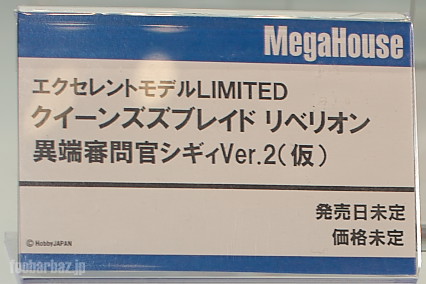 MegaHouse
エクセレントモデルLIMITED
クイーンズズブレイド リベリオン
異端審問官シギィVer.2(仮)
発売日未定
価格未定
©HobbyJAPAN
foobarbaz.jp